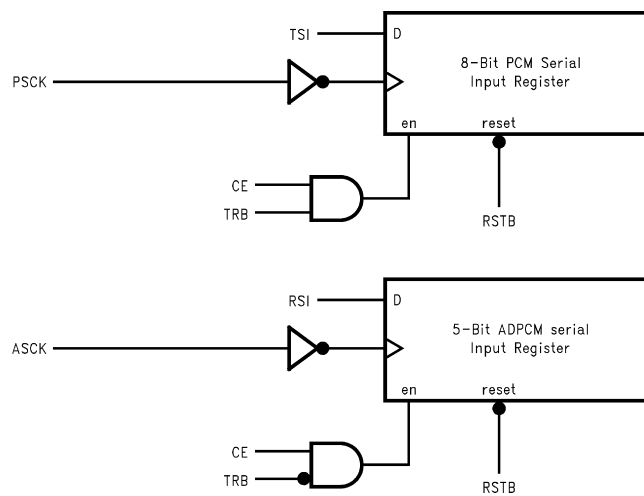 TSI
D
8-Bit PCM Serial
Input Register
PSCK
en
reset
CE
TRB
RSTB
RSI
D
5-Bit ADPCM serial
Input Register
ASCK
en
reset
CE
TRB
RSTB